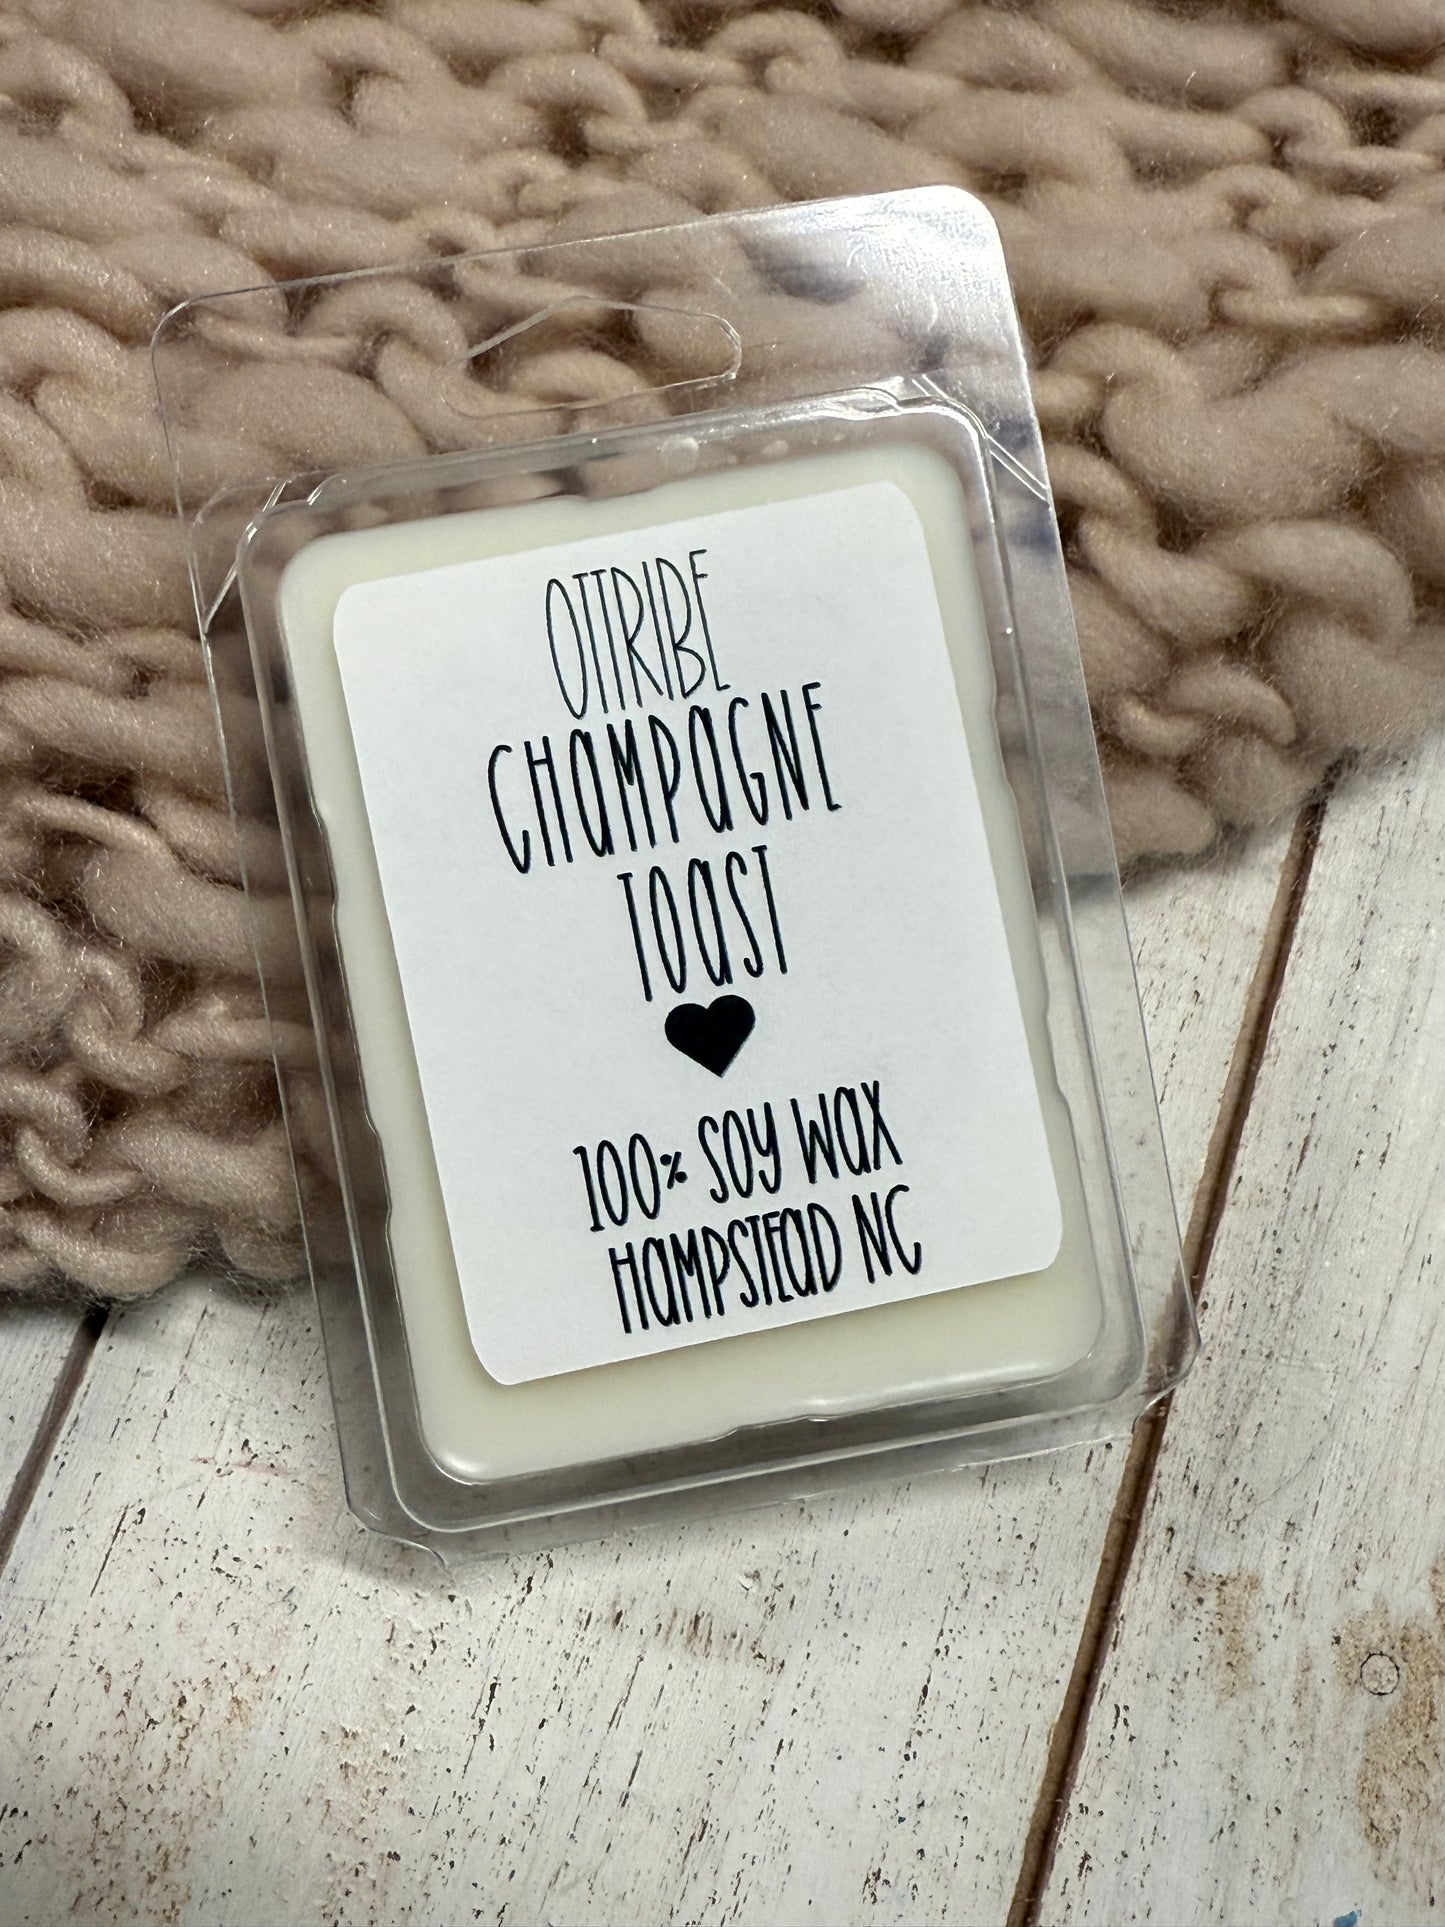 OTTRIBE
CHaMPaGNE
TOaST
100% SOY WaX
HaMPSTEaD NC